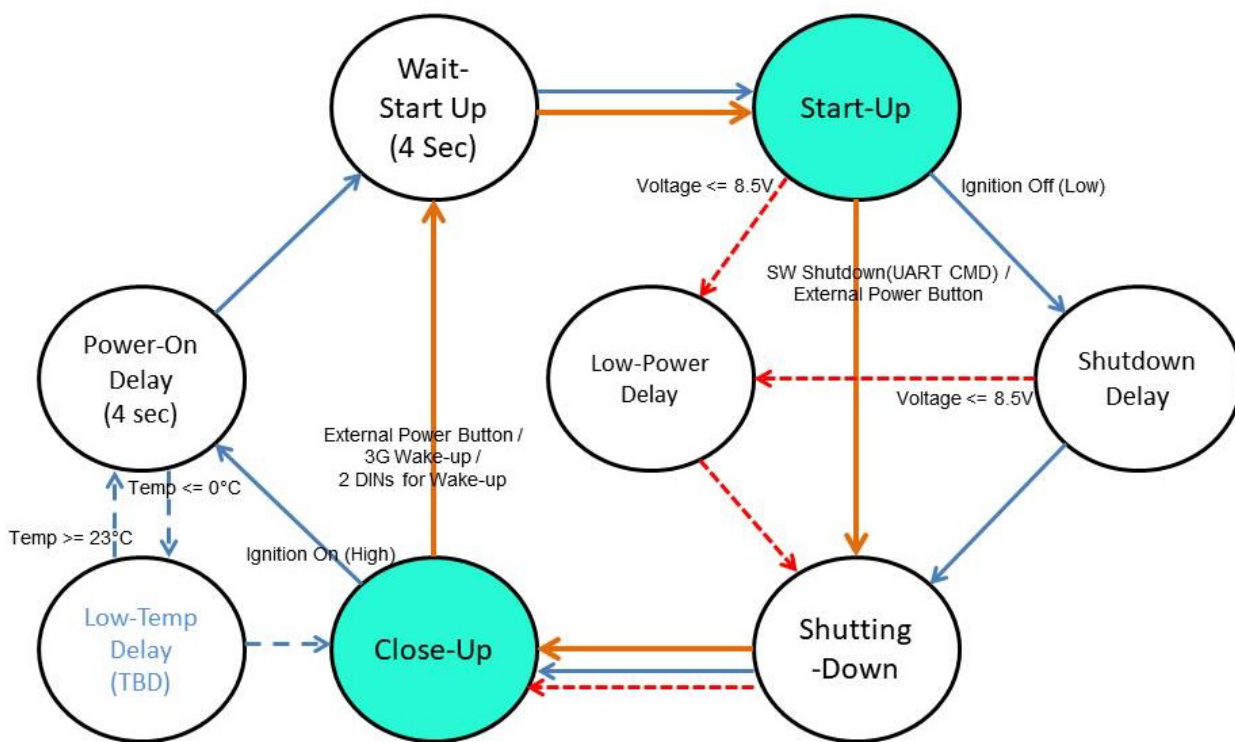 Wait-
Start Up
(4 Sec)
Start-Up
Voltage <= 8.5V
Ignition Off (Low)
SW Shutdown(UART CMD) /
External Power Button
Power-On
Delay
(4 sec)
Low-Power
Delay
Shutdown
Delay
Voltage <= 8.5V
External Power Button /
3G Wake-up /
2 DINs for Wake-up
Temp <= 0°C
Temp >= 23°C
Ignition On (High)
Low-Temp
Delay
(TBD)
Close-Up
Shutting
-Down